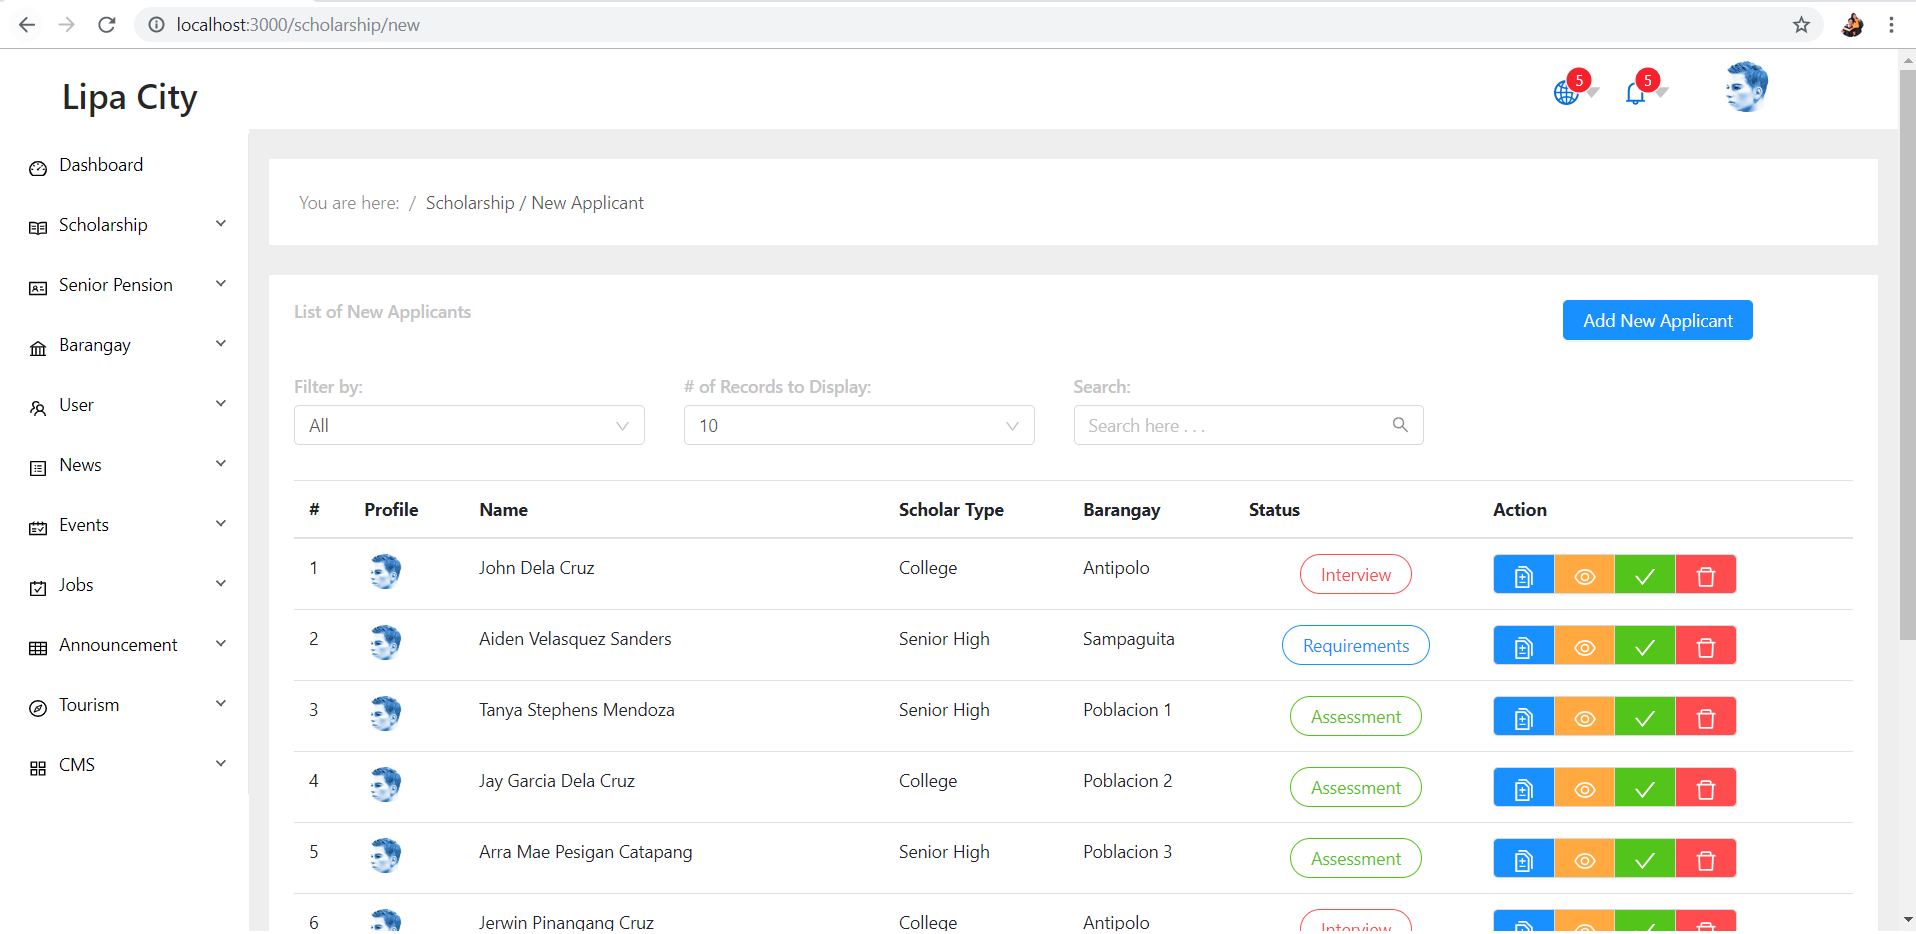 localhost:3000/scholarship/new
Lipa City
5
5
Dashboard
Scholarship
Senior Pension
Barangay
User
News
Events
Jobs
Announcement
Tourism
CMS
You are here: / Scholarship / New Applicant
List of New Applicants
Add New Applicant
Filter by: # of Records to Display: Search:
All 10 Search here . . .
# Profile Name Scholar Type Barangay Status Action
1 John Dela Cruz College Antipolo Interview
2 Aiden Velasquez Sanders Senior High Sampaguita Requirements
3 Tanya Stephens Mendoza Senior High Poblacion 1 Assessment
4 Jay Garcia Dela Cruz College Poblacion 2 Assessment
5 Arra Mae Pesigan Catapang Senior High Poblacion 3 Assessment
6 Jerwin Pinangang Cruz College Antipolo Interview